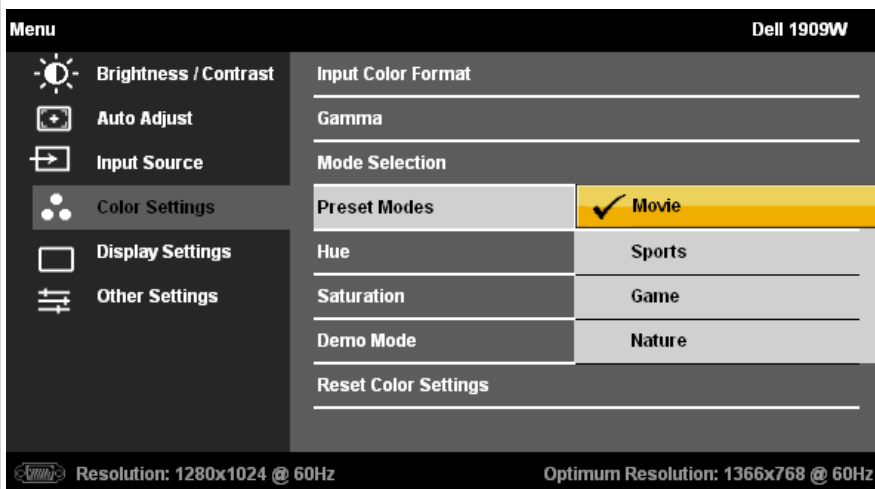 Menu
Dell 1909W
Brightness / Contrast
Auto Adjust
Input Source
Color Settings
Display Settings
Other Settings
Input Color Format
Gamma
Mode Selection
Preset Modes
Hue
Saturation
Demo Mode
Reset Color Settings
Movie
Sports
Game
Nature
Resolution: 1280x1024 @ 60Hz
Optimum Resolution: 1366x768 @ 60Hz